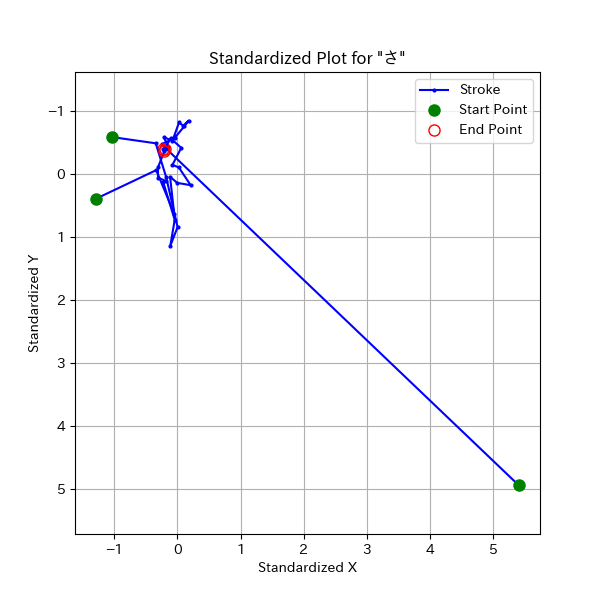 Standardized Plot for "さ"
Stroke
Start Point
End Point
−1
0
1
2
3
4
5
Standardized Y
−1 0 1 2 3 4 5
Standardized X